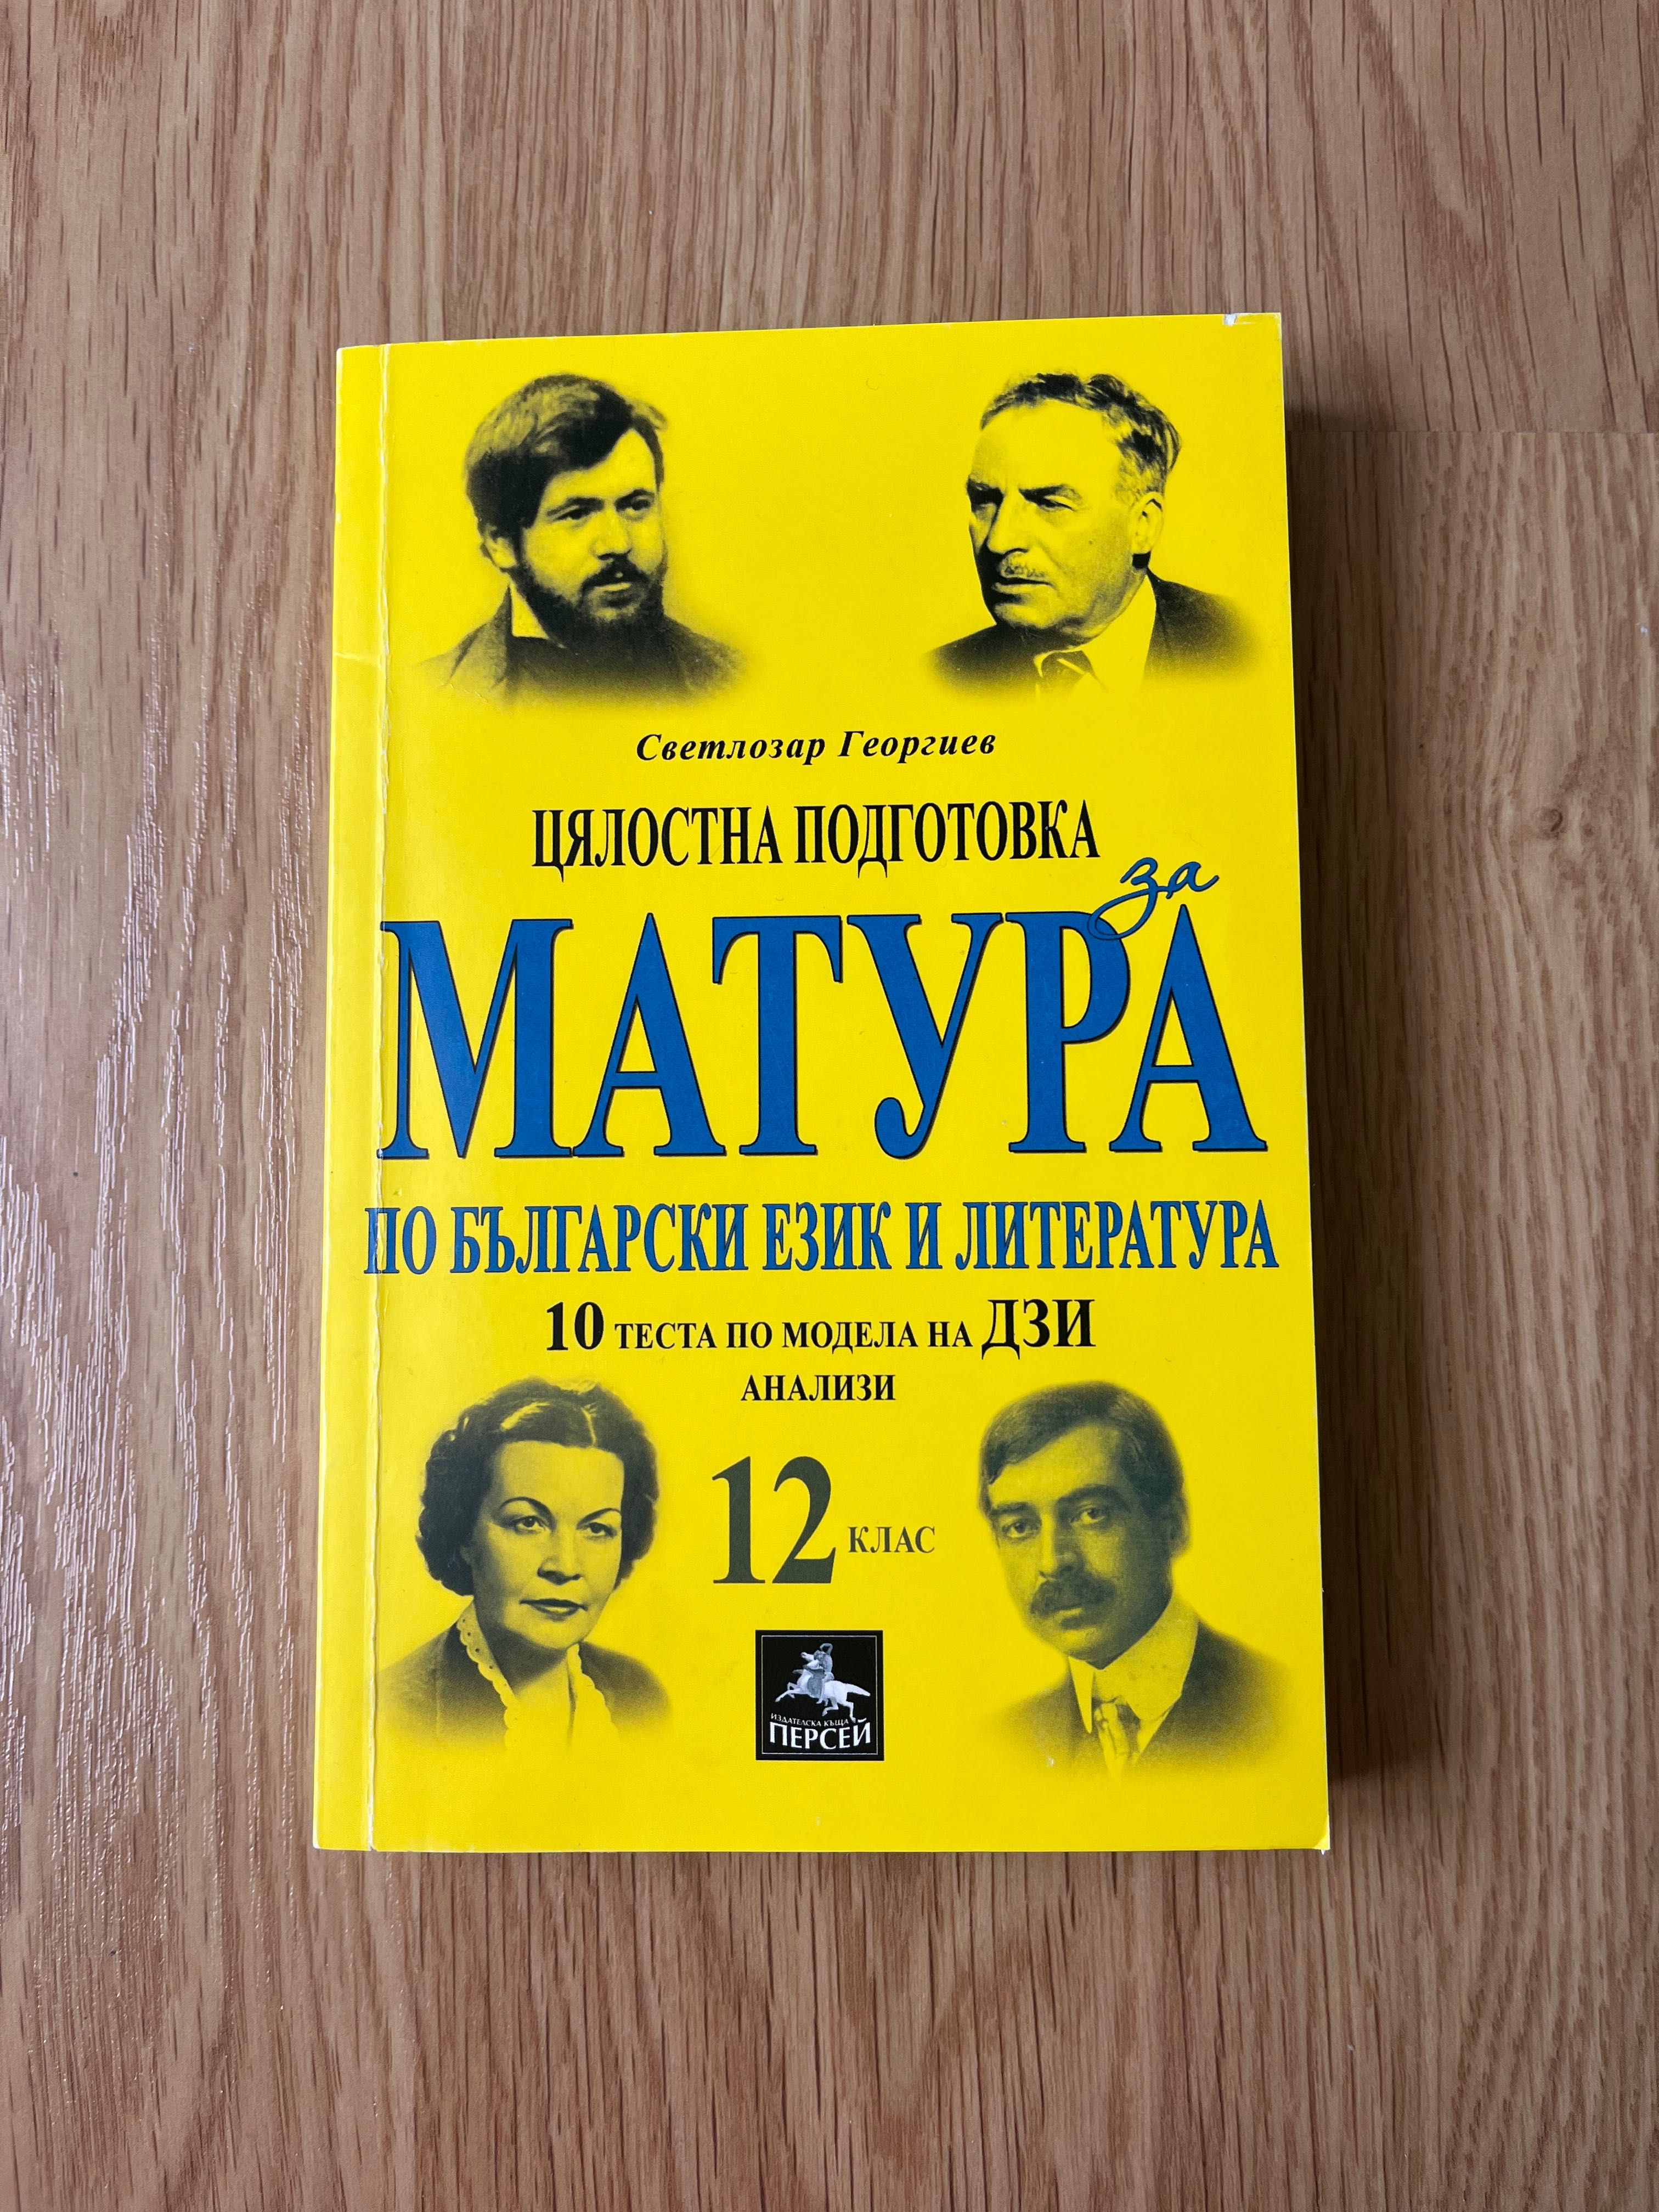 Светлозар Георгиев
ЦЯЛОСТНА ПОДГОТОВКА
за
МАТУРА
ПО БЪЛГАРСКИ ЕЗИК И ЛИТЕРАТУРА
10 ТЕСТА ПО МОДЕЛА НА ДЗИ
АНАЛИЗИ
12 КЛАС
ИЗДАТЕЛСКА КЪЩА
ПЕРСЕЙ